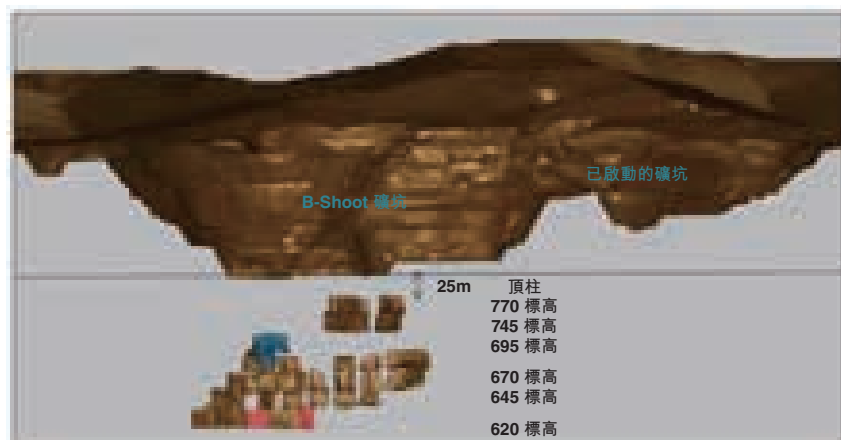 已啟動的礦坑
B-Shoot 礦坑
25m 頂柱
770 標高
745 標高
695 標高
670 標高
645 標高
620 標高